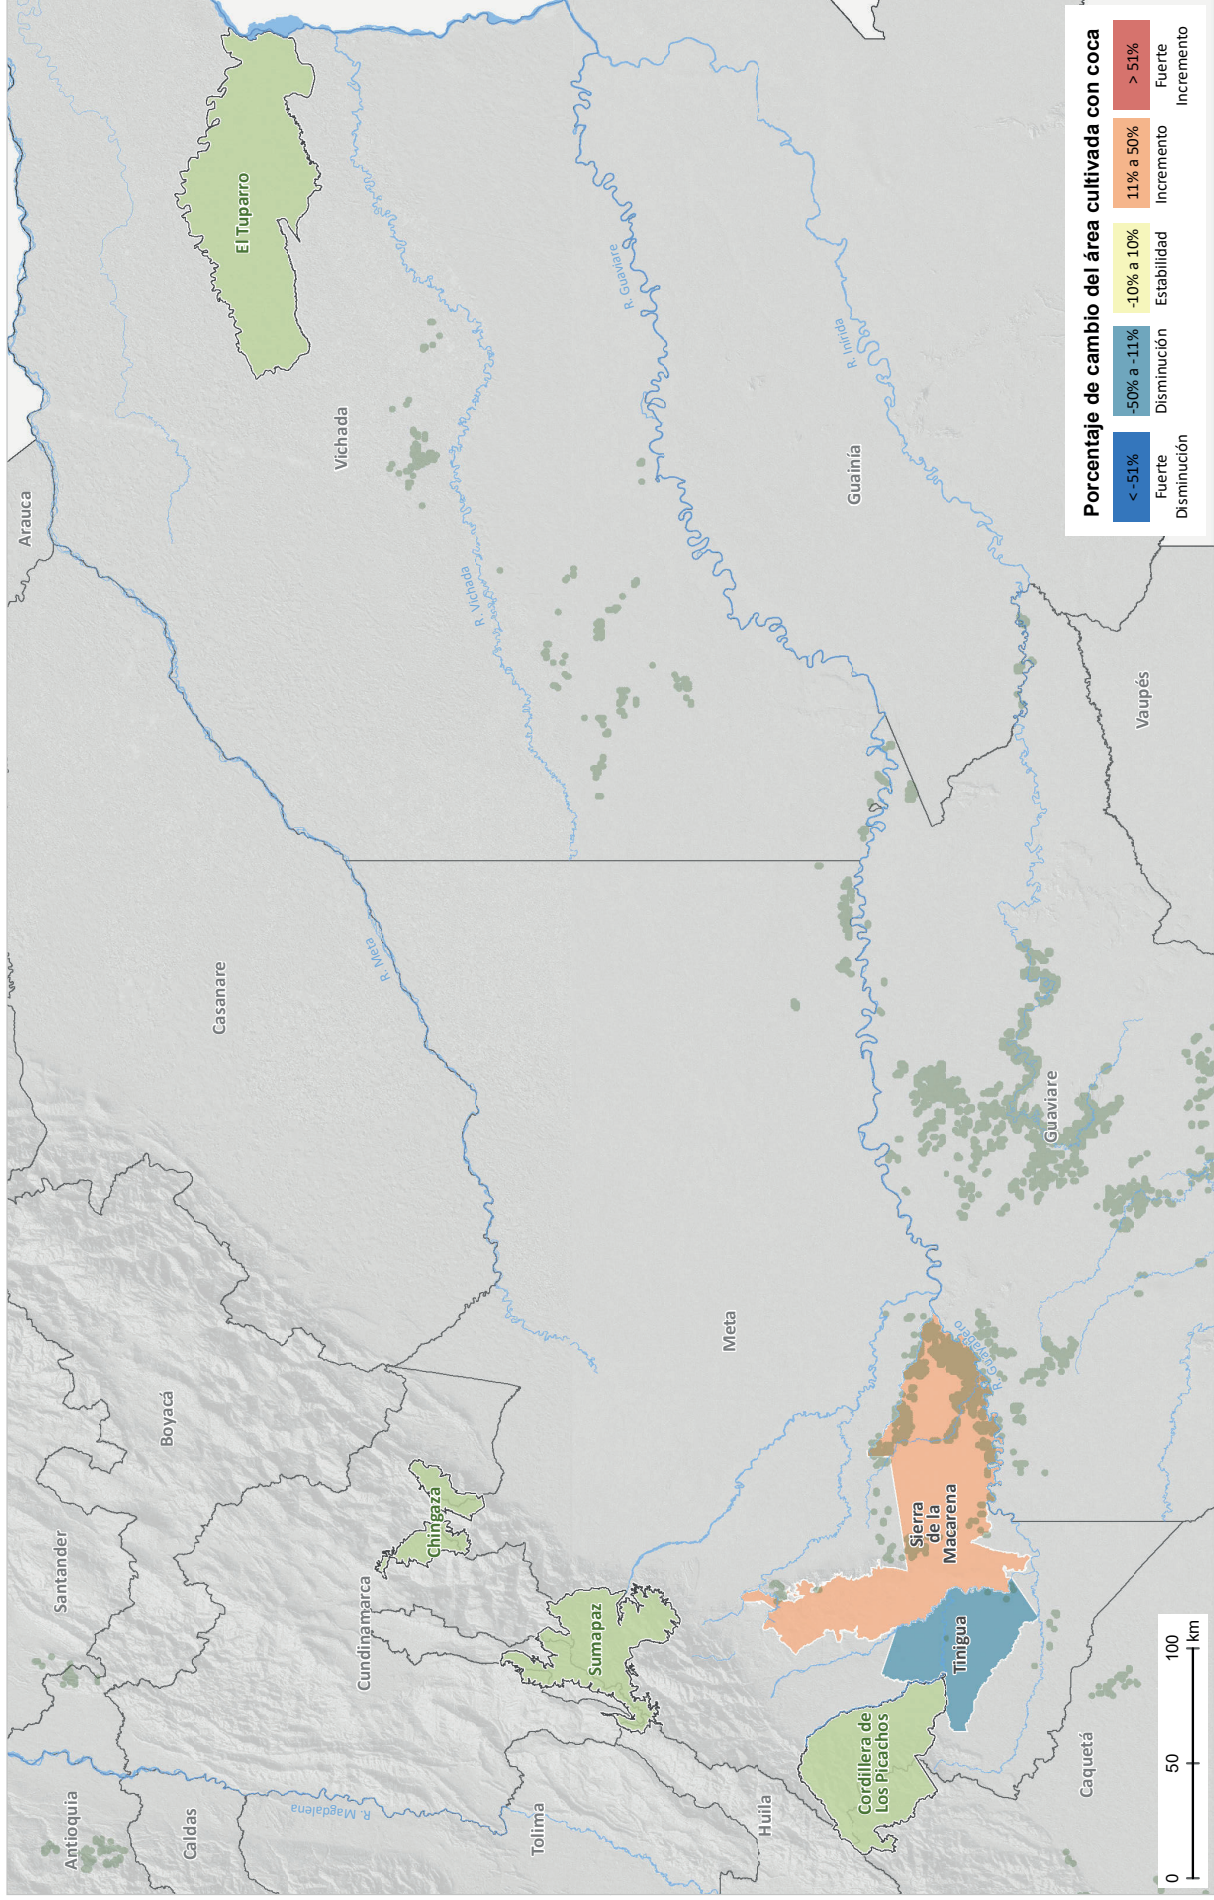 Arauca
Santander
Antioquia
Boyacá
Casanare
Caldas
Vichada
El Tuparro
R. Meta
R. Magdalena
Cundinamarca
Chingaza
R. Vichada
Tolima
Sumapaz
R. Guaviare
Meta
Huila
Guainía
R. Inírida
Cordillera de
Los Picachos
Tinigua
Sierra
de la
Macarena
R. Guayabero
Guaviare
Vaupés
Caquetá
0 50 100
km
Porcentaje de cambio del área cultivada con coca
< -51% -50% a -11% -10% a 10% 11% a 50% > 51%
Fuerte Disminución Estabilidad Incremento Fuerte
Disminución Incremento